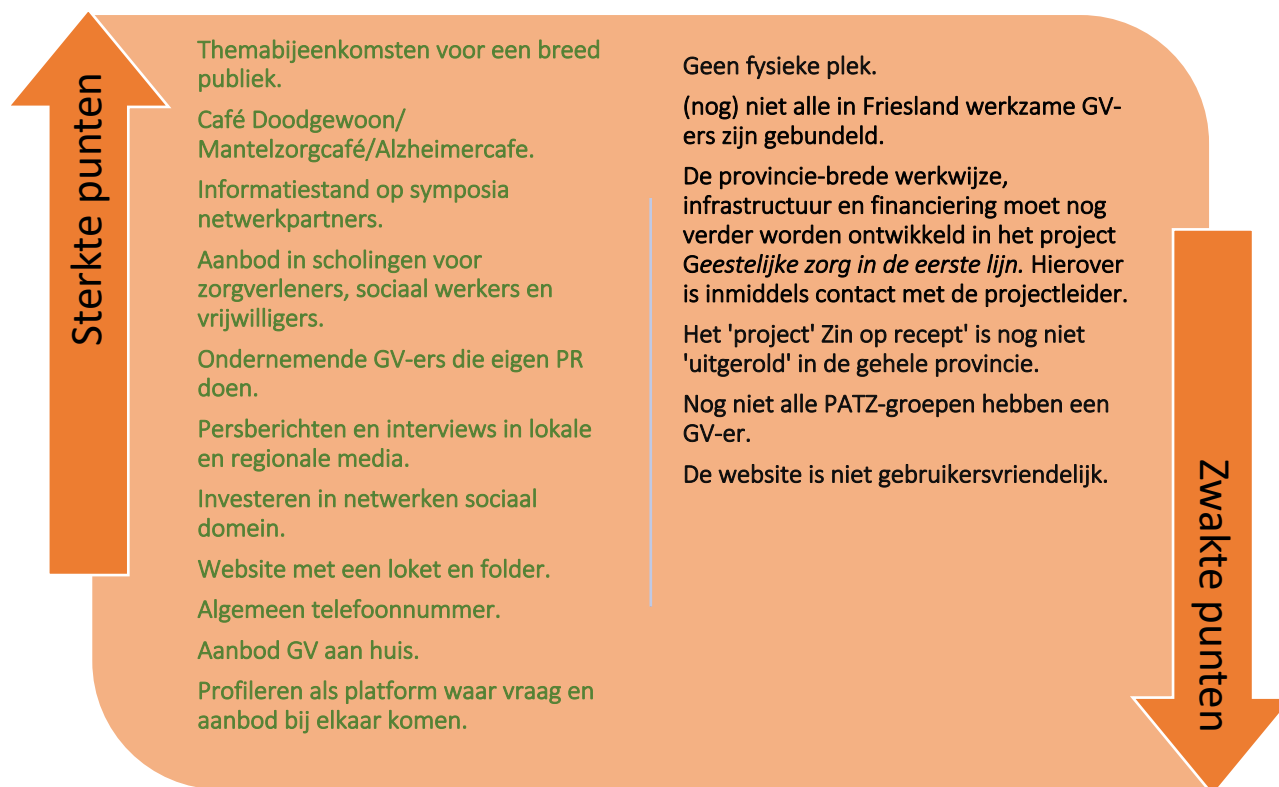 Sterkte punten
Themabijeenkomsten voor een breed
publiek.
Café Doodgewoon/
Mantelzorgcafé/Alzheimercafe.
Informatiestand op symposia
netwerkpartners.
Aanbod in scholingen voor
zorgverleners, sociaal werkers en
vrijwilligers.
Ondernemende GV-ers die eigen PR
doen.
Persberichten en interviews in lokale
en regionale media.
Investeren in netwerken sociaal
domein.
Website met een loket en folder.
Algemeen telefoonnummer.
Aanbod GV aan huis.
Profileren als platform waar vraag en
aanbod bij elkaar komen.
Geen fysieke plek.
(nog) niet alle in Friesland werkzame GV-
ers zijn gebundeld.
De provincie-brede werkwijze,
infrastructuur en financiering moet nog
verder worden ontwikkeld in het project
Geestelijke zorg in de eerste lijn. Hierover
is inmiddels contact met de projectleider.
Het 'project' Zin op recept' is nog niet
'uitgerold' in de gehele provincie.
Nog niet alle PATZ-groepen hebben een
GV-er.
De website is niet gebruikersvriendelijk.
Zwakte punten